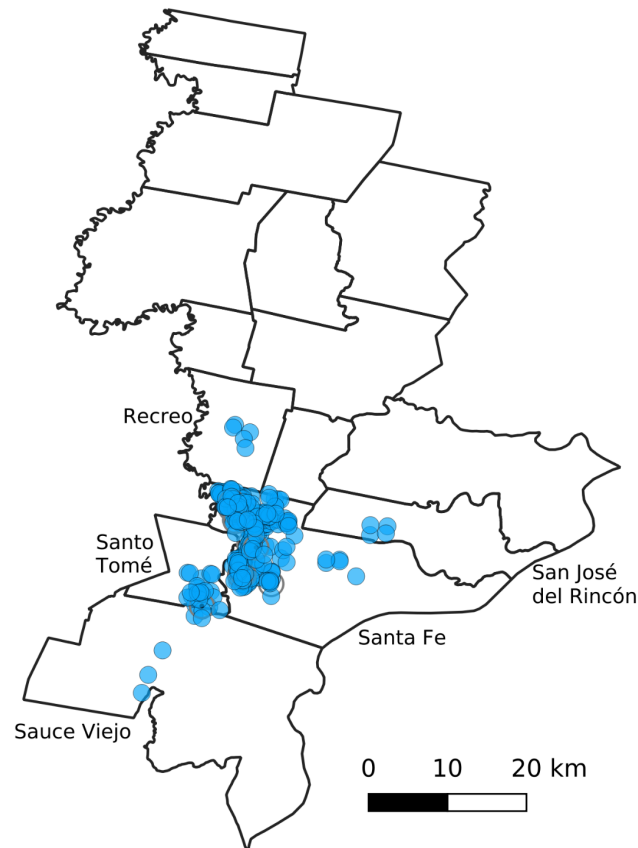 Recreo
Santo
Tomé
San José
del Rincón
Santa Fe
Sauce Viejo
0 10 20 km